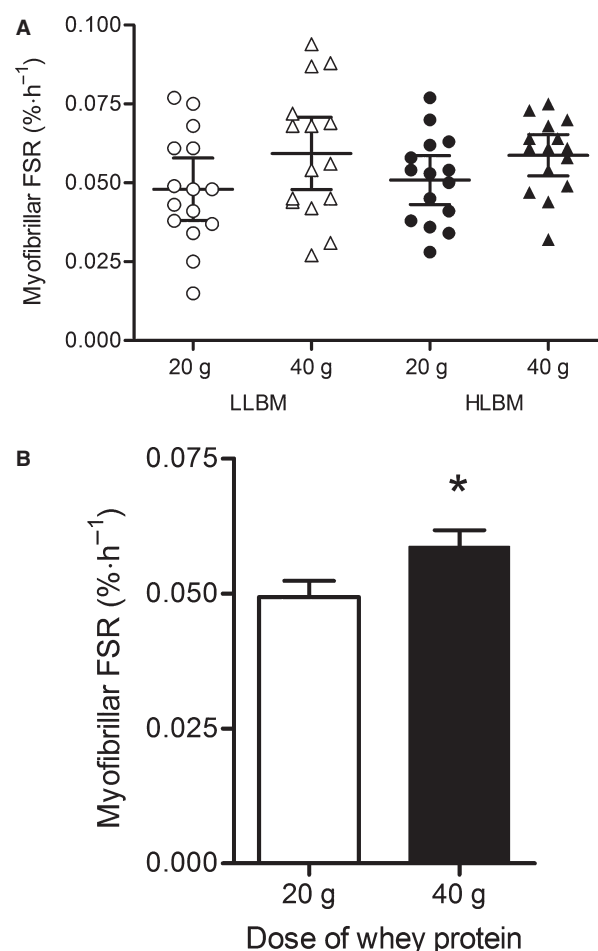 A
Myofibrillar FSR (%·h⁻¹)
0.100
0.075
0.050
0.025
0.000
20 g 40 g 20 g 40 g
LLBM HLBM
B
Myofibrillar FSR (%·h⁻¹)
0.075
0.050
0.025
0.000
*
20 g 40 g
Dose of whey protein